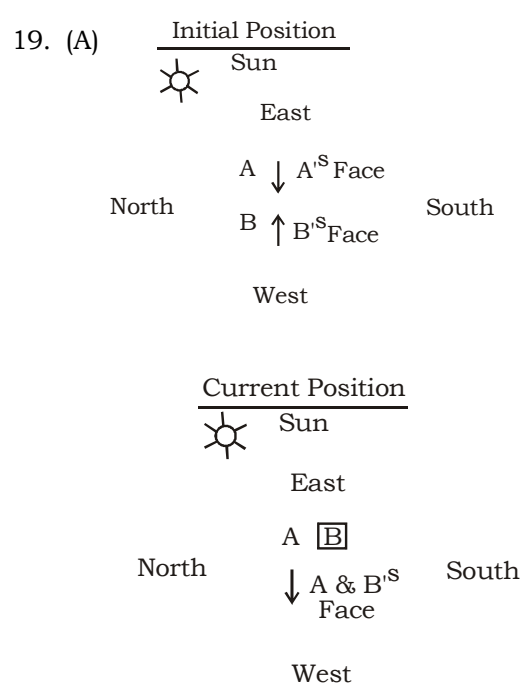 19. (A) Initial Position
Sun
East
A A's Face
North South
B B's Face
West
Current Position
Sun
East
A B
North South
A & B's
Face
West